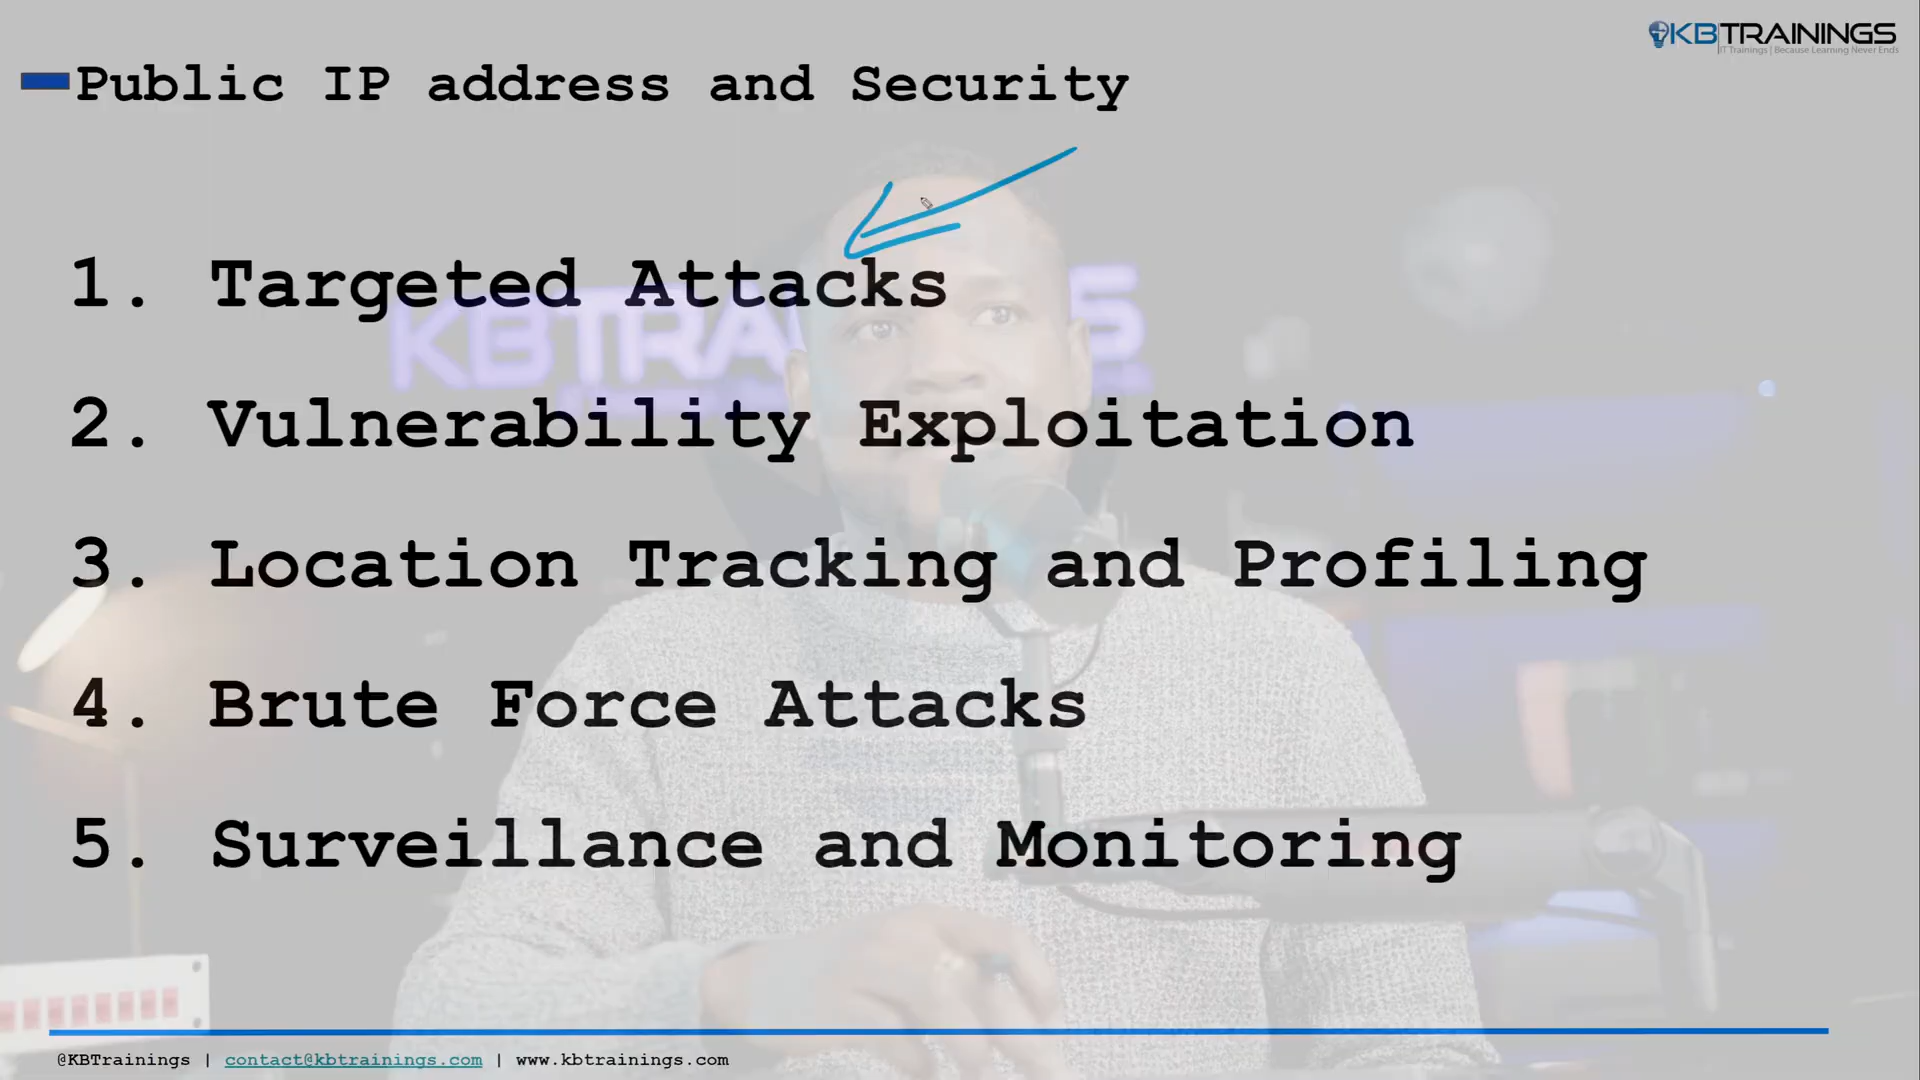 KBTRAININGS
IT Trainings | Because Learning Never Ends
Public IP address and Security
1. Targeted Attacks
KBTRA S
2. Vulnerability Exploitation
3. Location Tracking and Profiling
4. Brute Force Attacks
5. Surveillance and Monitoring
@KBTrainings | contact@kbtrainings.com | www.kbtrainings.com